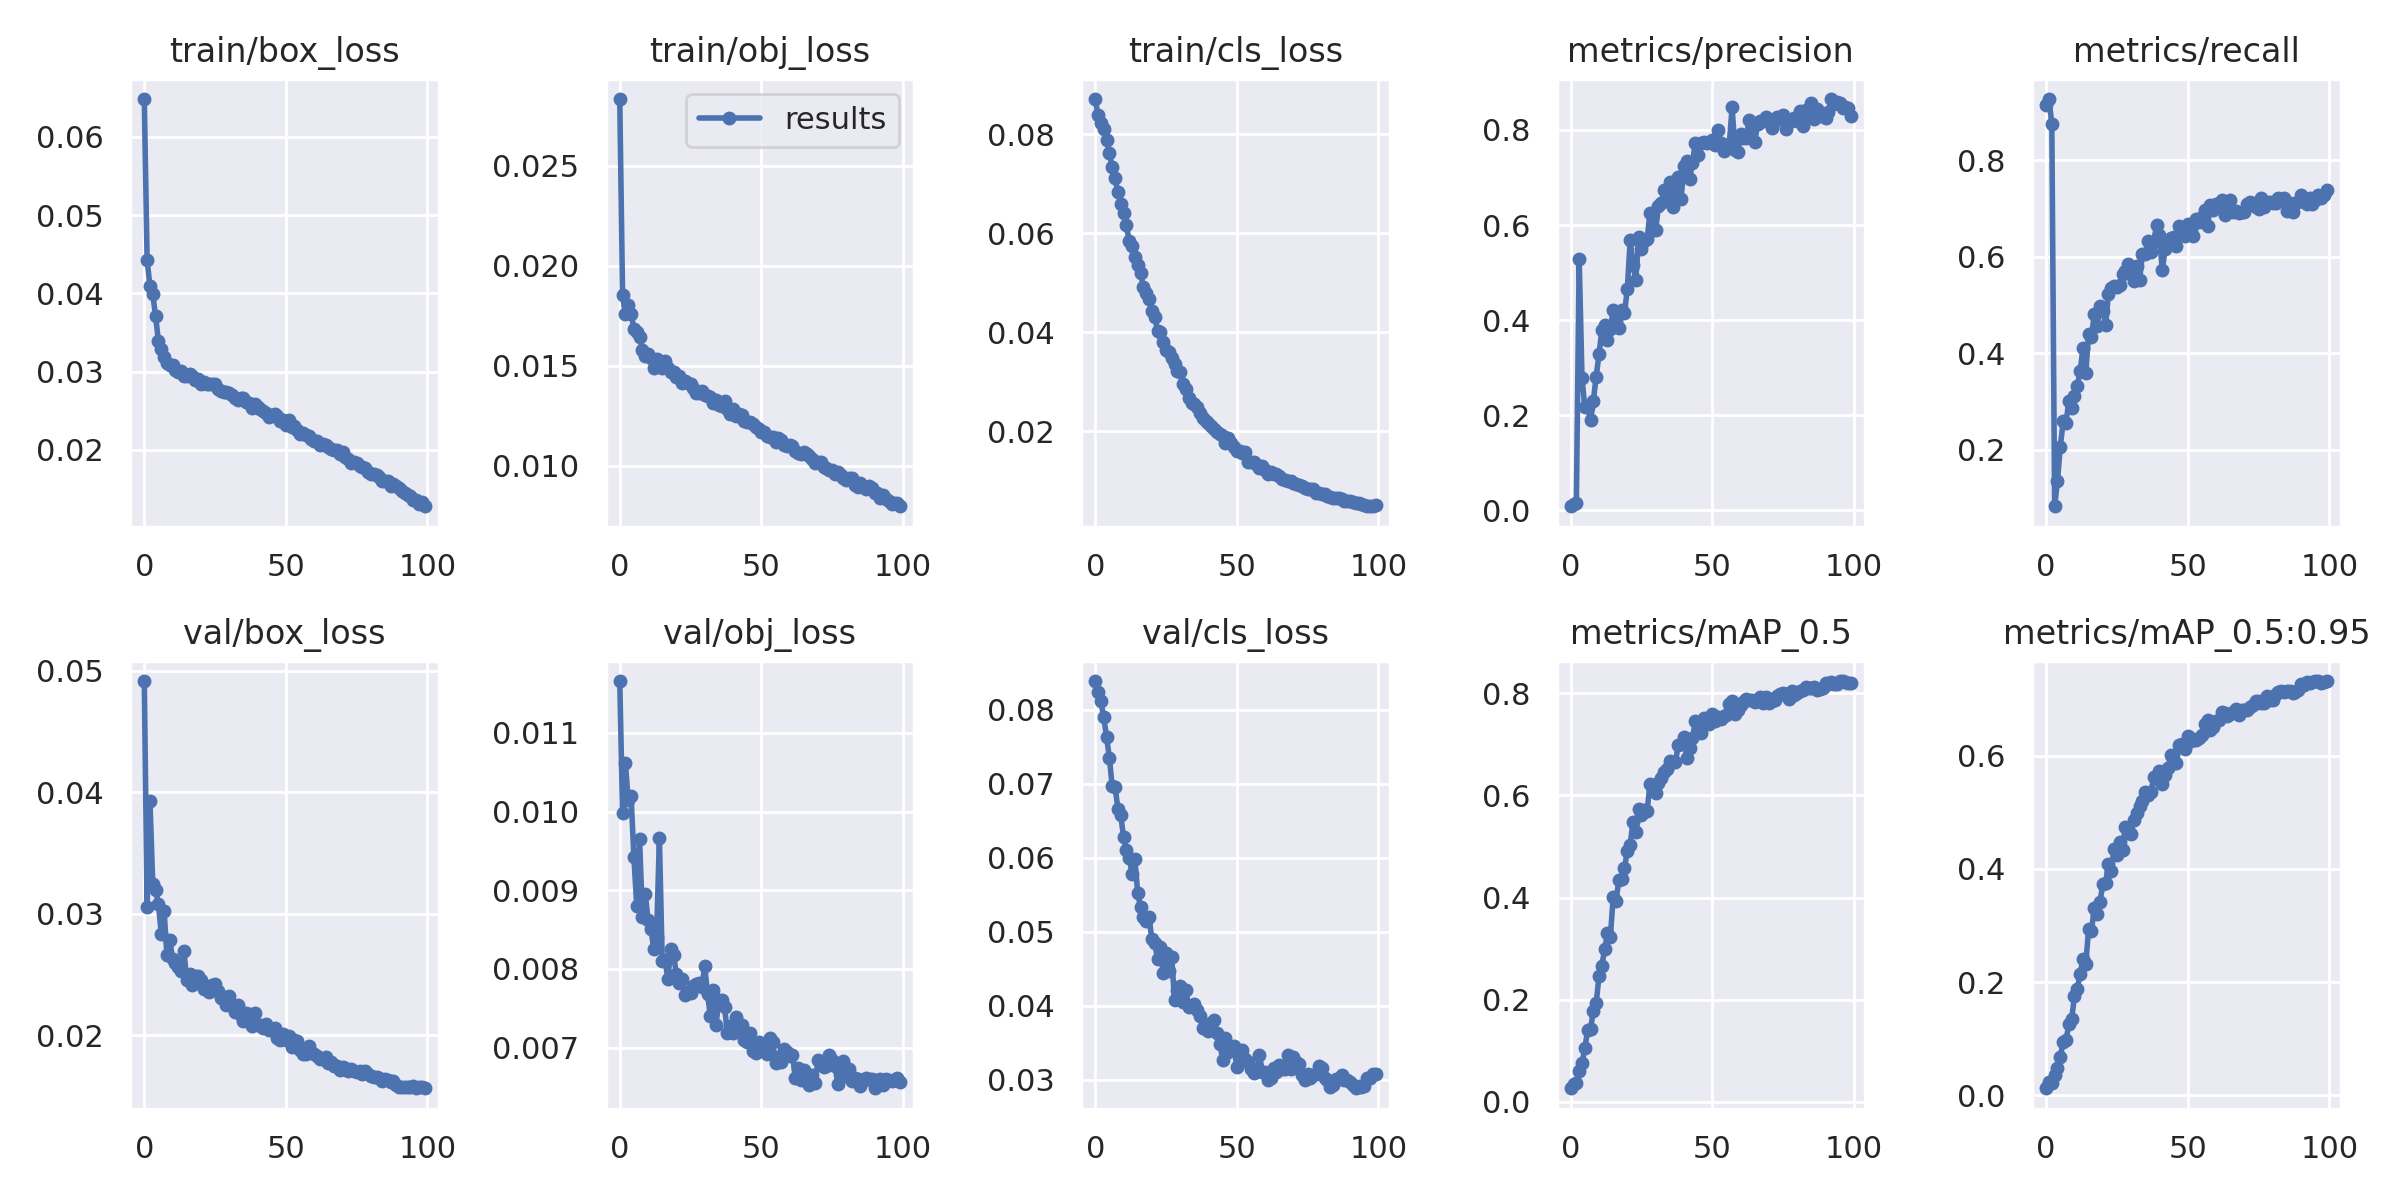 train/box_loss
0.06
0.05
0.04
0.03
0.02
0 50 100
train/obj_loss
results
0.025
0.020
0.015
0.010
0 50 100
train/cls_loss
0.08
0.06
0.04
0.02
0 50 100
metrics/precision
0.8
0.6
0.4
0.2
0.0
0 50 100
metrics/recall
0.8
0.6
0.4
0.2
0 50 100
val/box_loss
0.05
0.04
0.03
0.02
0 50 100
val/obj_loss
0.011
0.010
0.009
0.008
0.007
0 50 100
val/cls_loss
0.08
0.07
0.06
0.05
0.04
0.03
0 50 100
metrics/mAP_0.5
0.8
0.6
0.4
0.2
0.0
0 50 100
metrics/mAP_0.5:0.95
0.6
0.4
0.2
0.0
0 50 100